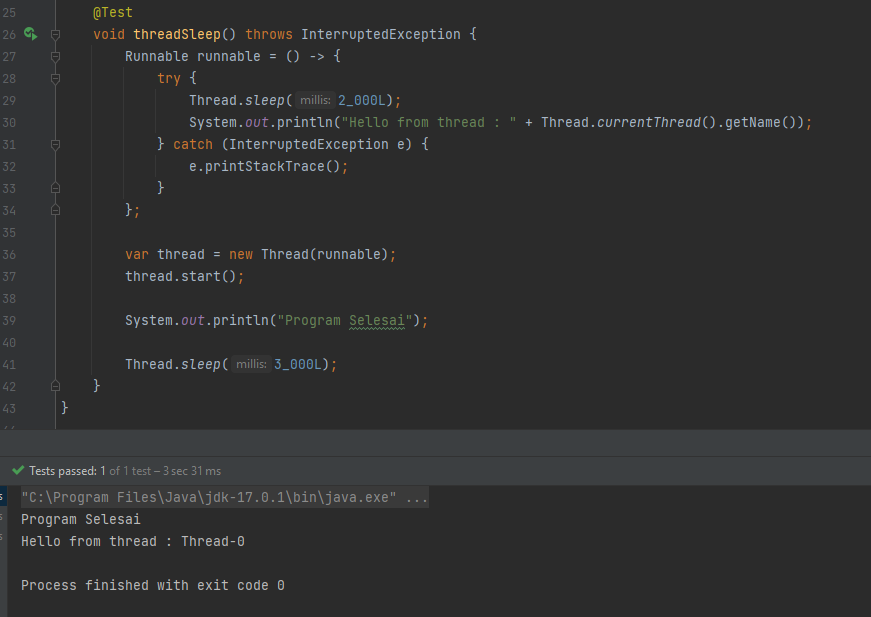 25 @Test
26 void threadSleep() throws InterruptedException {
27 Runnable runnable = () -> {
28 try {
29 Thread.sleep( millis: 2_000L);
30 System.out.println("Hello from thread : " + Thread.currentThread().getName());
31 } catch (InterruptedException e) {
32 e.printStackTrace();
33 }
34 };
35
36 var thread = new Thread(runnable);
37 thread.start();
38
39 System.out.println("Program Selesai");
40
41 Thread.sleep( millis: 3_000L);
42 }
43 }
Tests passed: 1 of 1 test – 3 sec 31 ms
"C:\Program Files\Java\jdk-17.0.1\bin\java.exe" ...
Program Selesai
Hello from thread : Thread-0
Process finished with exit code 0